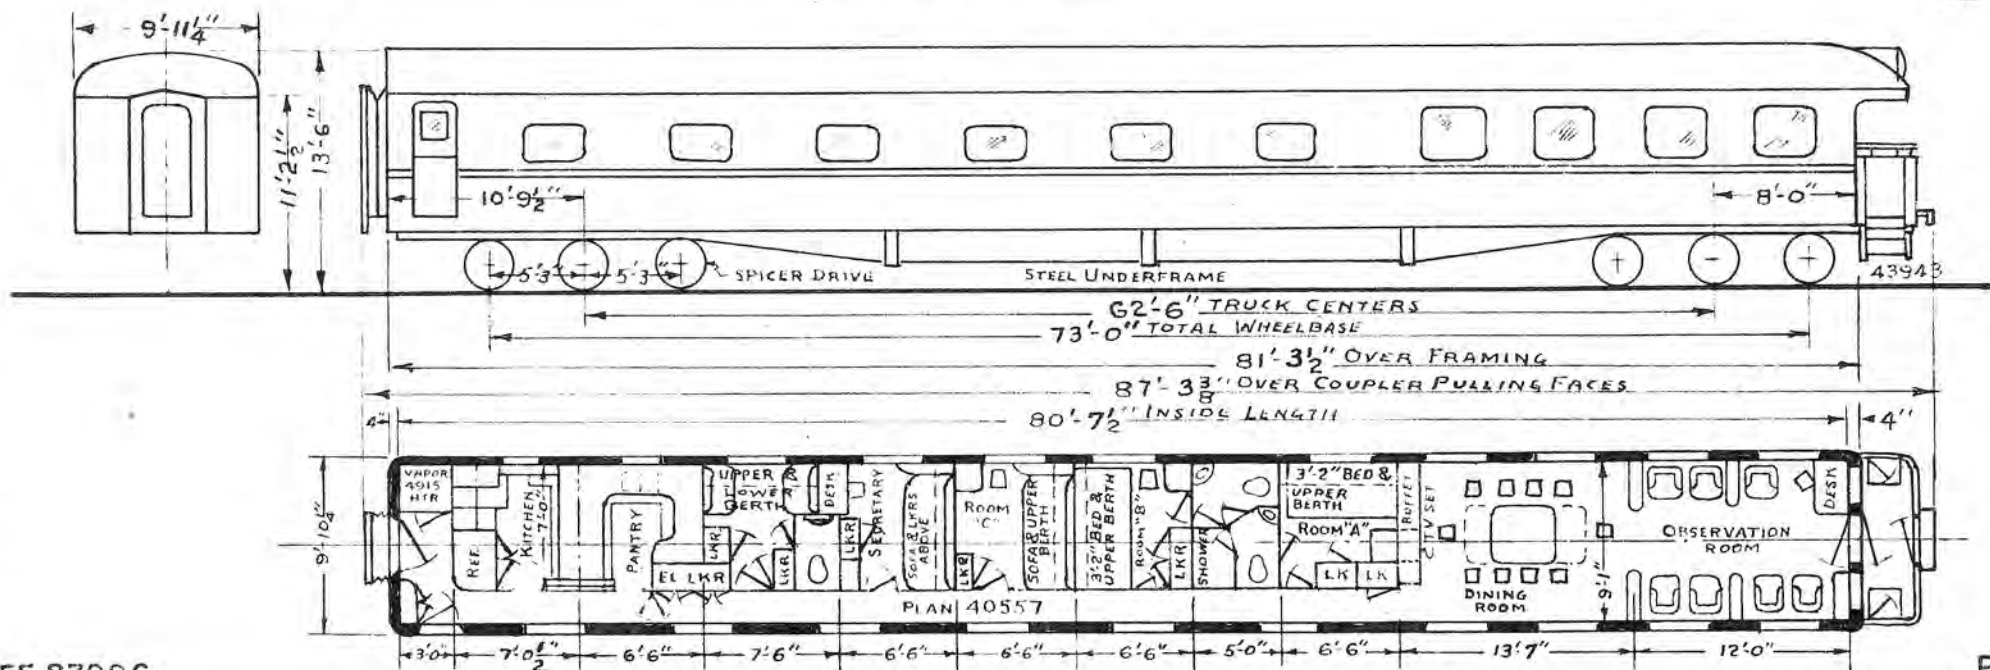 9'-11¼"
11'-2½"
13'-6"
10'-9½"
8'-0"
5'-3"
5'-3"
SPICER DRIVE
STEEL UNDERFRAME
43943
62'-6" TRUCK CENTERS
73'-0" TOTAL WHEELBASE
81'-3½" OVER FRAMING
87'-3⅜" OVER COUPLER PULLING FACES
80'-7½" INSIDE LENGTH
4"
4"
9'-10¼"
VAPOR
4915
HTR
REF.
KITCHEN
7'-0"
PANTRY
EL LKR
UPPER &
LOWER
BERTH
LKR
LKR
DESK
LKR
SECRETARY
SOFA & LKRS
ABOVE
ROOM
"C"
LKR
SOFA & UPPER
BERTH
3'-2" BED &
UPPER BERTH
ROOM "B"
LKR
SHOWER
3'-2" BED &
UPPER
BERTH
ROOM "A"
LK
LK
BUFFET
TV SET
DINING
ROOM
9'-1"
OBSERVATION
ROOM
DESK
PLAN 40557
3'0"
7'-0½"
6'6"
7'-6"
6'6"
6'6"
6'6"
5'-0"
6'-6"
13'-7"
12'-0"